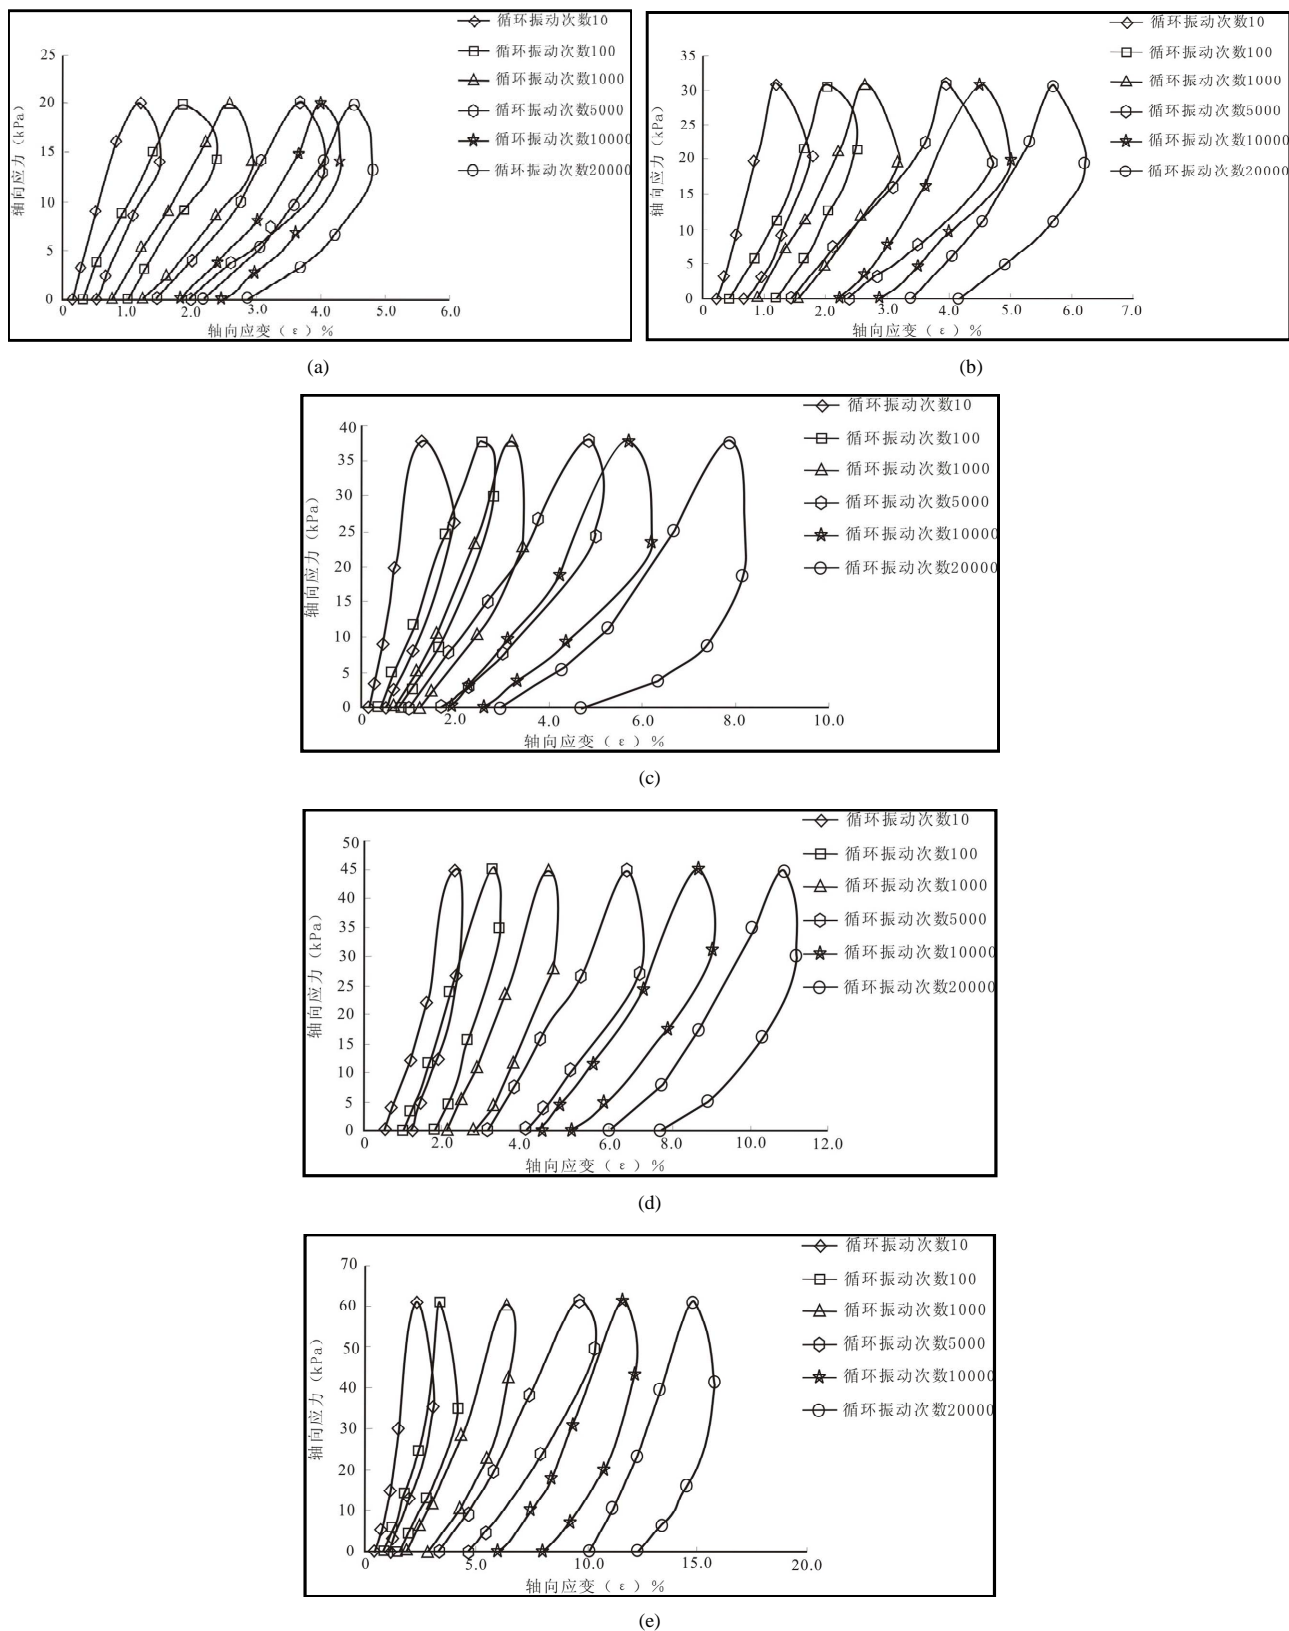 循环振动次数10
循环振动次数100
循环振动次数1000
循环振动次数5000
循环振动次数10000
循环振动次数20000
轴向应力（kPa）
25
20
15
10
5
0
0 1.0 2.0 3.0 4.0 5.0 6.0
轴向应变（ε）%
(a)
循环振动次数10
循环振动次数100
循环振动次数1000
循环振动次数5000
循环振动次数10000
循环振动次数20000
轴向应力（kPa）
35
30
25
20
15
10
5
0
0 1.0 2.0 3.0 4.0 5.0 6.0 7.0
轴向应变（ε）%
(b)
循环振动次数10
循环振动次数100
循环振动次数1000
循环振动次数5000
循环振动次数10000
循环振动次数20000
轴向应力（kPa）
40
35
30
25
20
15
10
5
0
0 2.0 4.0 6.0 8.0 10.0
轴向应变（ε）%
(c)
循环振动次数10
循环振动次数100
循环振动次数1000
循环振动次数5000
循环振动次数10000
循环振动次数20000
轴向应力（kPa）
50
45
35
30
25
20
15
10
5
0
0 2.0 4.0 6.0 8.0 10.0 12.0
轴向应变（ε）%
(d)
循环振动次数10
循环振动次数100
循环振动次数1000
循环振动次数5000
循环振动次数10000
循环振动次数20000
轴向应力（kPa）
70
60
50
40
30
20
10
0
0 5.0 10.0 15.0 20.0
轴向应变（ε）%
(e)